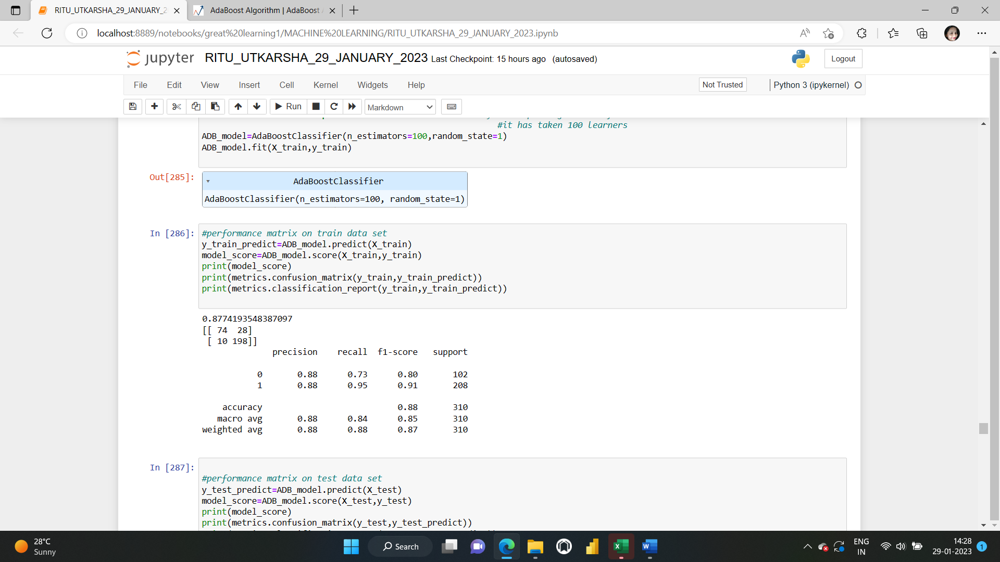 RITU_UTKARSHA_29_JANUARY_2
AdaBoost Algorithm | AdaBoost A
localhost:8889/notebooks/great%20learning1/MACHINE%20LEARNING/RITU_UTKARSHA_29_JANUARY_2023.ipynb
jupyter RITU_UTKARSHA_29_JANUARY_2023 Last Checkpoint: 15 hours ago (autosaved)
Logout
File Edit View Insert Cell Kernel Widgets Help
Not Trusted
Python 3 (ipykernel)
Run
Markdown
#it has taken 100 learners
ADB_model=AdaBoostClassifier(n_estimators=100,random_state=1)
ADB_model.fit(X_train,y_train)
Out[285]:
AdaBoostClassifier
AdaBoostClassifier(n_estimators=100, random_state=1)
In [286]:
#performance matrix on train data set
y_train_predict=ADB_model.predict(X_train)
model_score=ADB_model.score(X_train,y_train)
print(model_score)
print(metrics.confusion_matrix(y_train,y_train_predict))
print(metrics.classification_report(y_train,y_train_predict))
0.8774193548387097
[[ 74  28]
[ 10 198]]
precision recall f1-score support
0 0.88 0.73 0.80 102
1 0.88 0.95 0.91 208
accuracy 0.88 310
macro avg 0.88 0.84 0.85 310
weighted avg 0.88 0.88 0.87 310
In [287]:
#performance matrix on test data set
y_test_predict=ADB_model.predict(X_test)
model_score=ADB_model.score(X_test,y_test)
print(model_score)
print(metrics.confusion_matrix(y_test,y_test_predict))
28°C
Sunny
Search
ENG
IN
14:28
29-01-2023
1